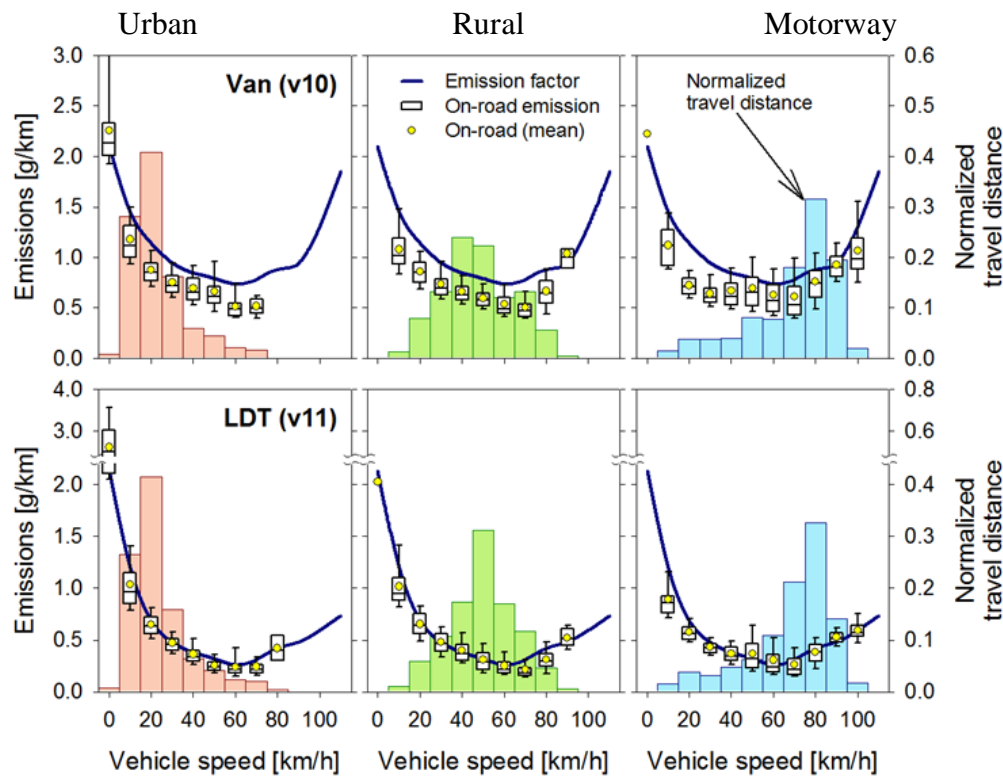 Urban Rural Motorway
3.0 0.6
Van (v10) Emission factor Normalized
travel distance
2.5 On-road emission 0.5
On-road (mean)
2.0 0.4
1.5 0.3
1.0 0.2
0.5 0.1
0.0 0.0
Emissions [g/km]
Normalized
travel distance
4.0 0.8
LDT (v11)
3.0 0.6
2.0 0.4
1.5 0.3
1.0 0.2
0.5 0.1
0.0 0.0
Emissions [g/km]
Normalized
travel distance
0 20 40 60 80 100 0 20 40 60 80 100 0 20 40 60 80 100
Vehicle speed [km/h] Vehicle speed [km/h] Vehicle speed [km/h]